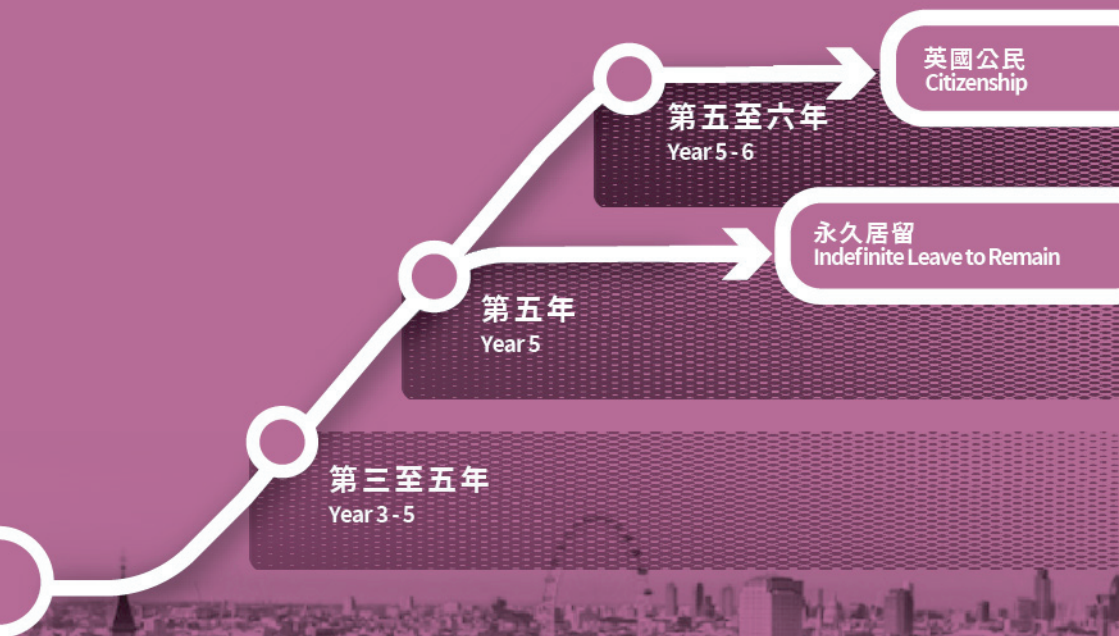 英國公民
Citizenship
第五至六年
Year 5 - 6
永久居留
Indefinite Leave to Remain
第五年
Year 5
第三至五年
Year 3 - 5